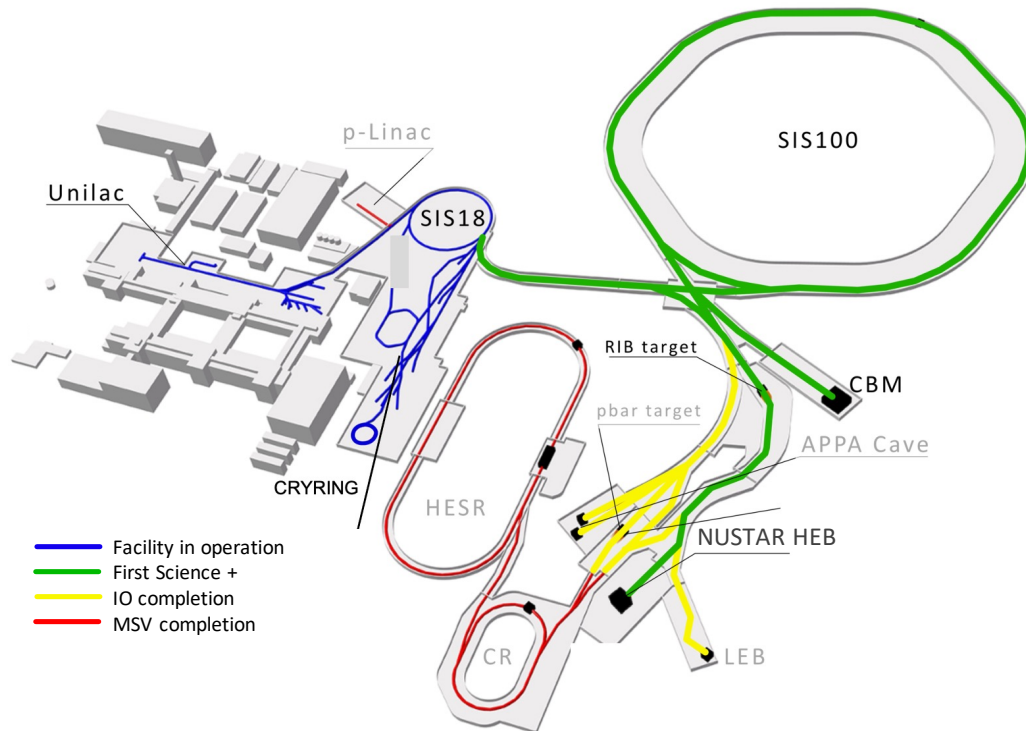 SIS100
p-Linac
Unilac
SIS18
RIB target
CBM
pbar target
APPA Cave
CRYRING
HESR
NUSTAR HEB
Facility in operation
First Science +
IO completion
MSV completion
CR
LEB